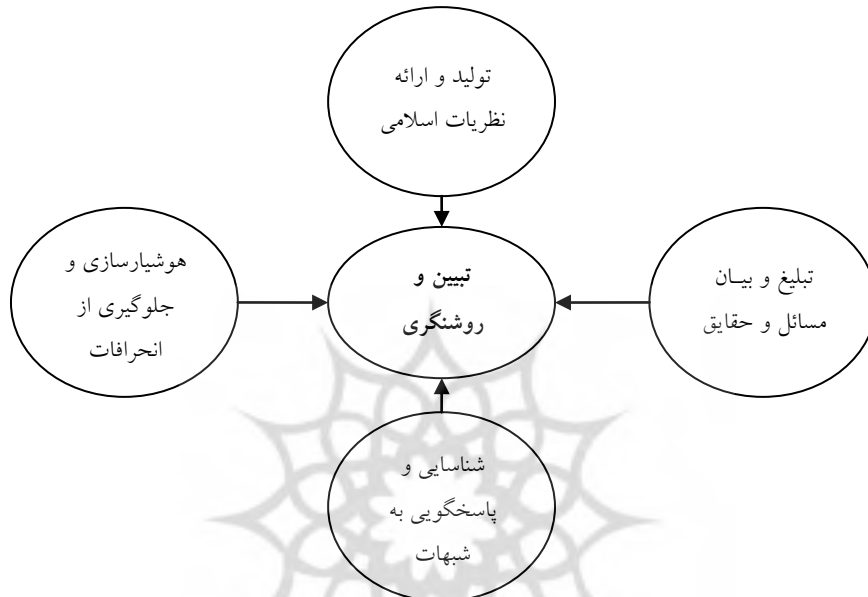 تولید و ارائه
نظریات اسلامی
هوشیارسازی و
جلوگیری از
انحرافات
تبیین و
روشنگری
تبلیغ و بیـان
مسائل و حقایق
شناسایی و
پاسخگویی به
شبهات